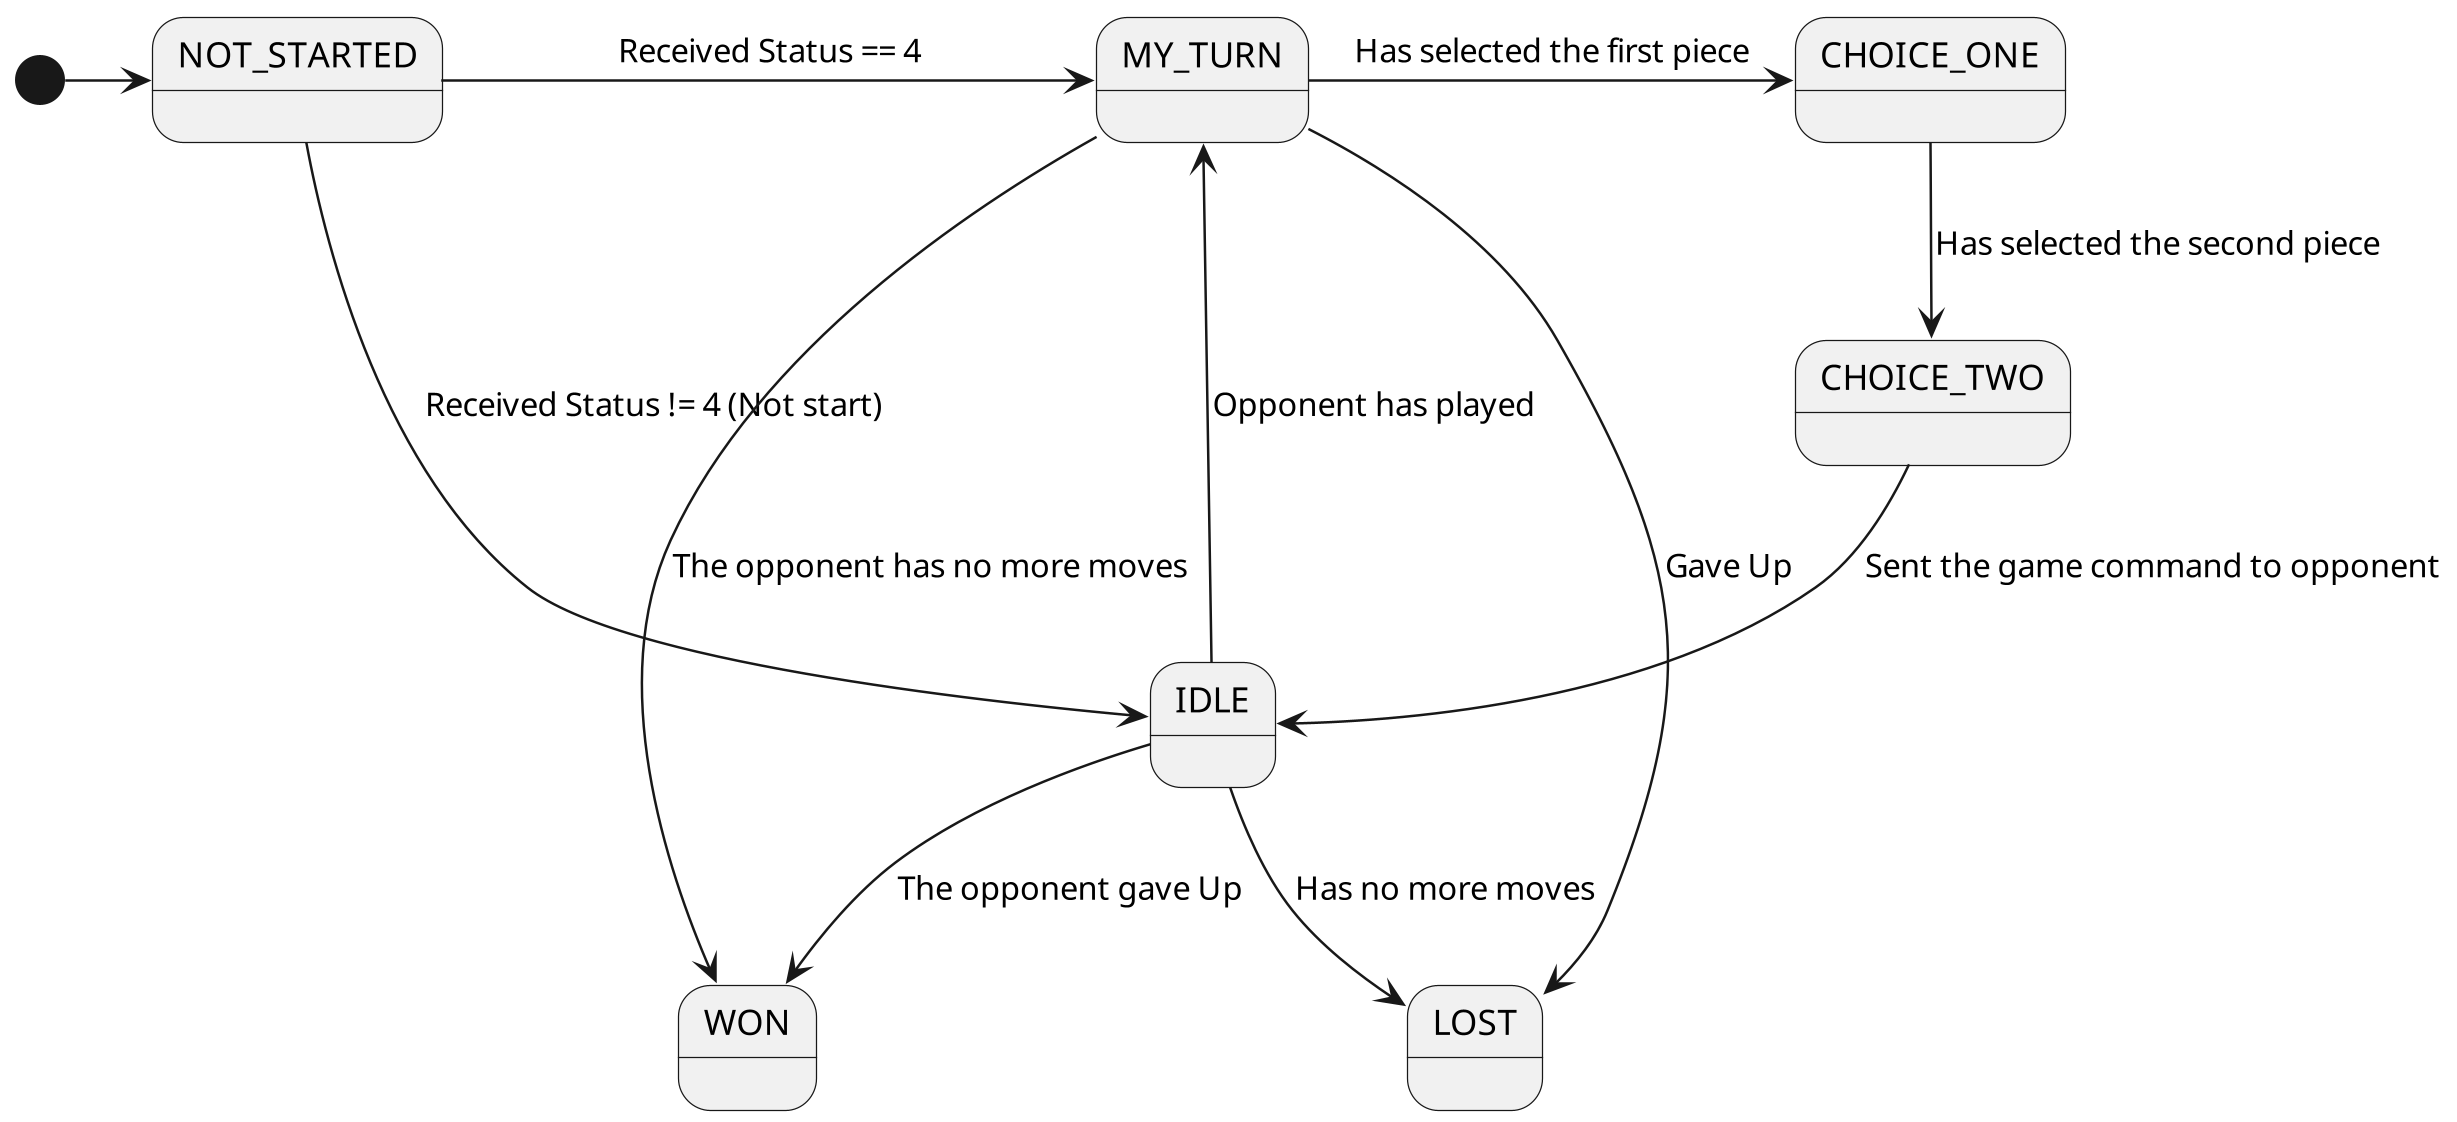 NOT_STARTED
Received Status == 4
MY_TURN
Has selected the first piece
CHOICE_ONE
Has selected the second piece
CHOICE_TWO
Received Status != 4 (Not start)
Opponent has played
The opponent has no more moves
Gave Up
Sent the game command to opponent
IDLE
The opponent gave Up
Has no more moves
WON
LOST